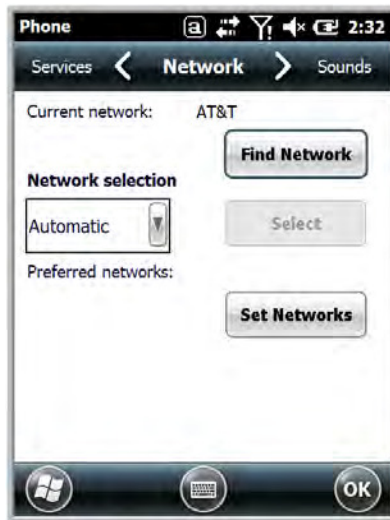 Phone a 2:32
Services Network Sounds
Current network: AT&T
Find Network
Network selection
Automatic
Select
Preferred networks:
Set Networks
OK